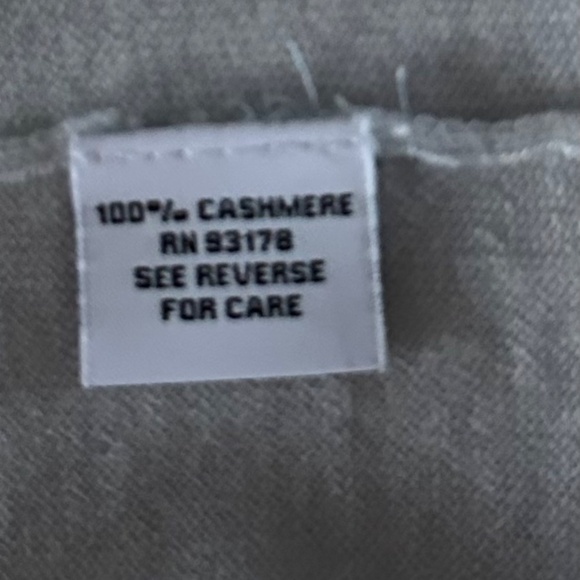 100% CASHMERE
RN 93178
SEE REVERSE
FOR CARE